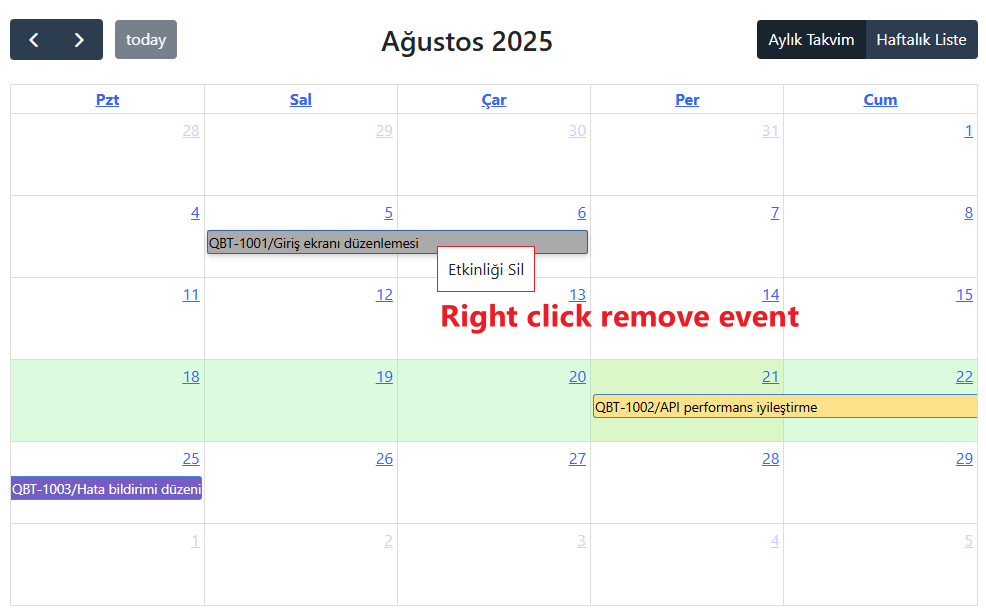 today
Ağustos 2025
Aylık Takvim Haftalık Liste
Pzt Sal Çar Per Cum
28 29 30 31 1
4 5 6 7 8
QBT-1001/Giriş ekranı düzenlemesi
Etkinliği Sil
11 12 13 14 15
Right click remove event
18 19 20 21 22
QBT-1002/API performans iyileştirme
25 26 27 28 29
QBT-1003/Hata bildirimi düzeni
1 2 3 4 5